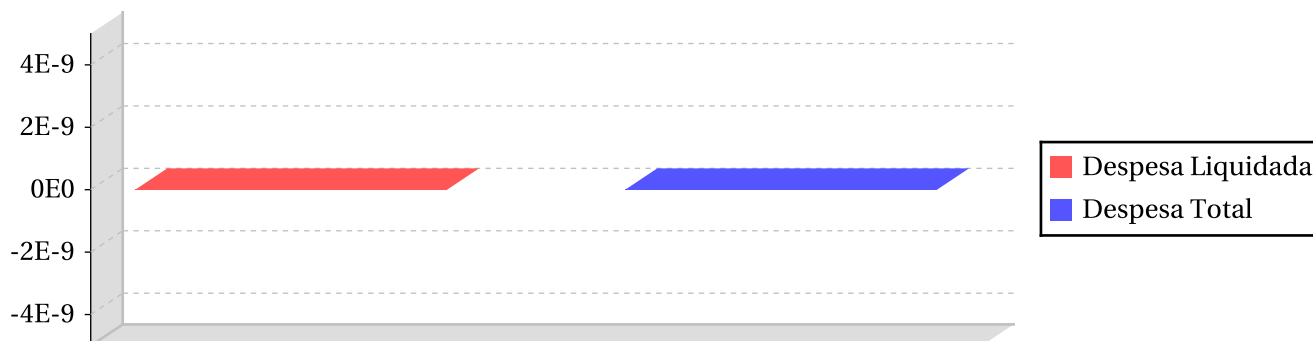 4E-9
2E-9
0E0
-2E-9
-4E-9
Despesa Liquidada
Despesa Total